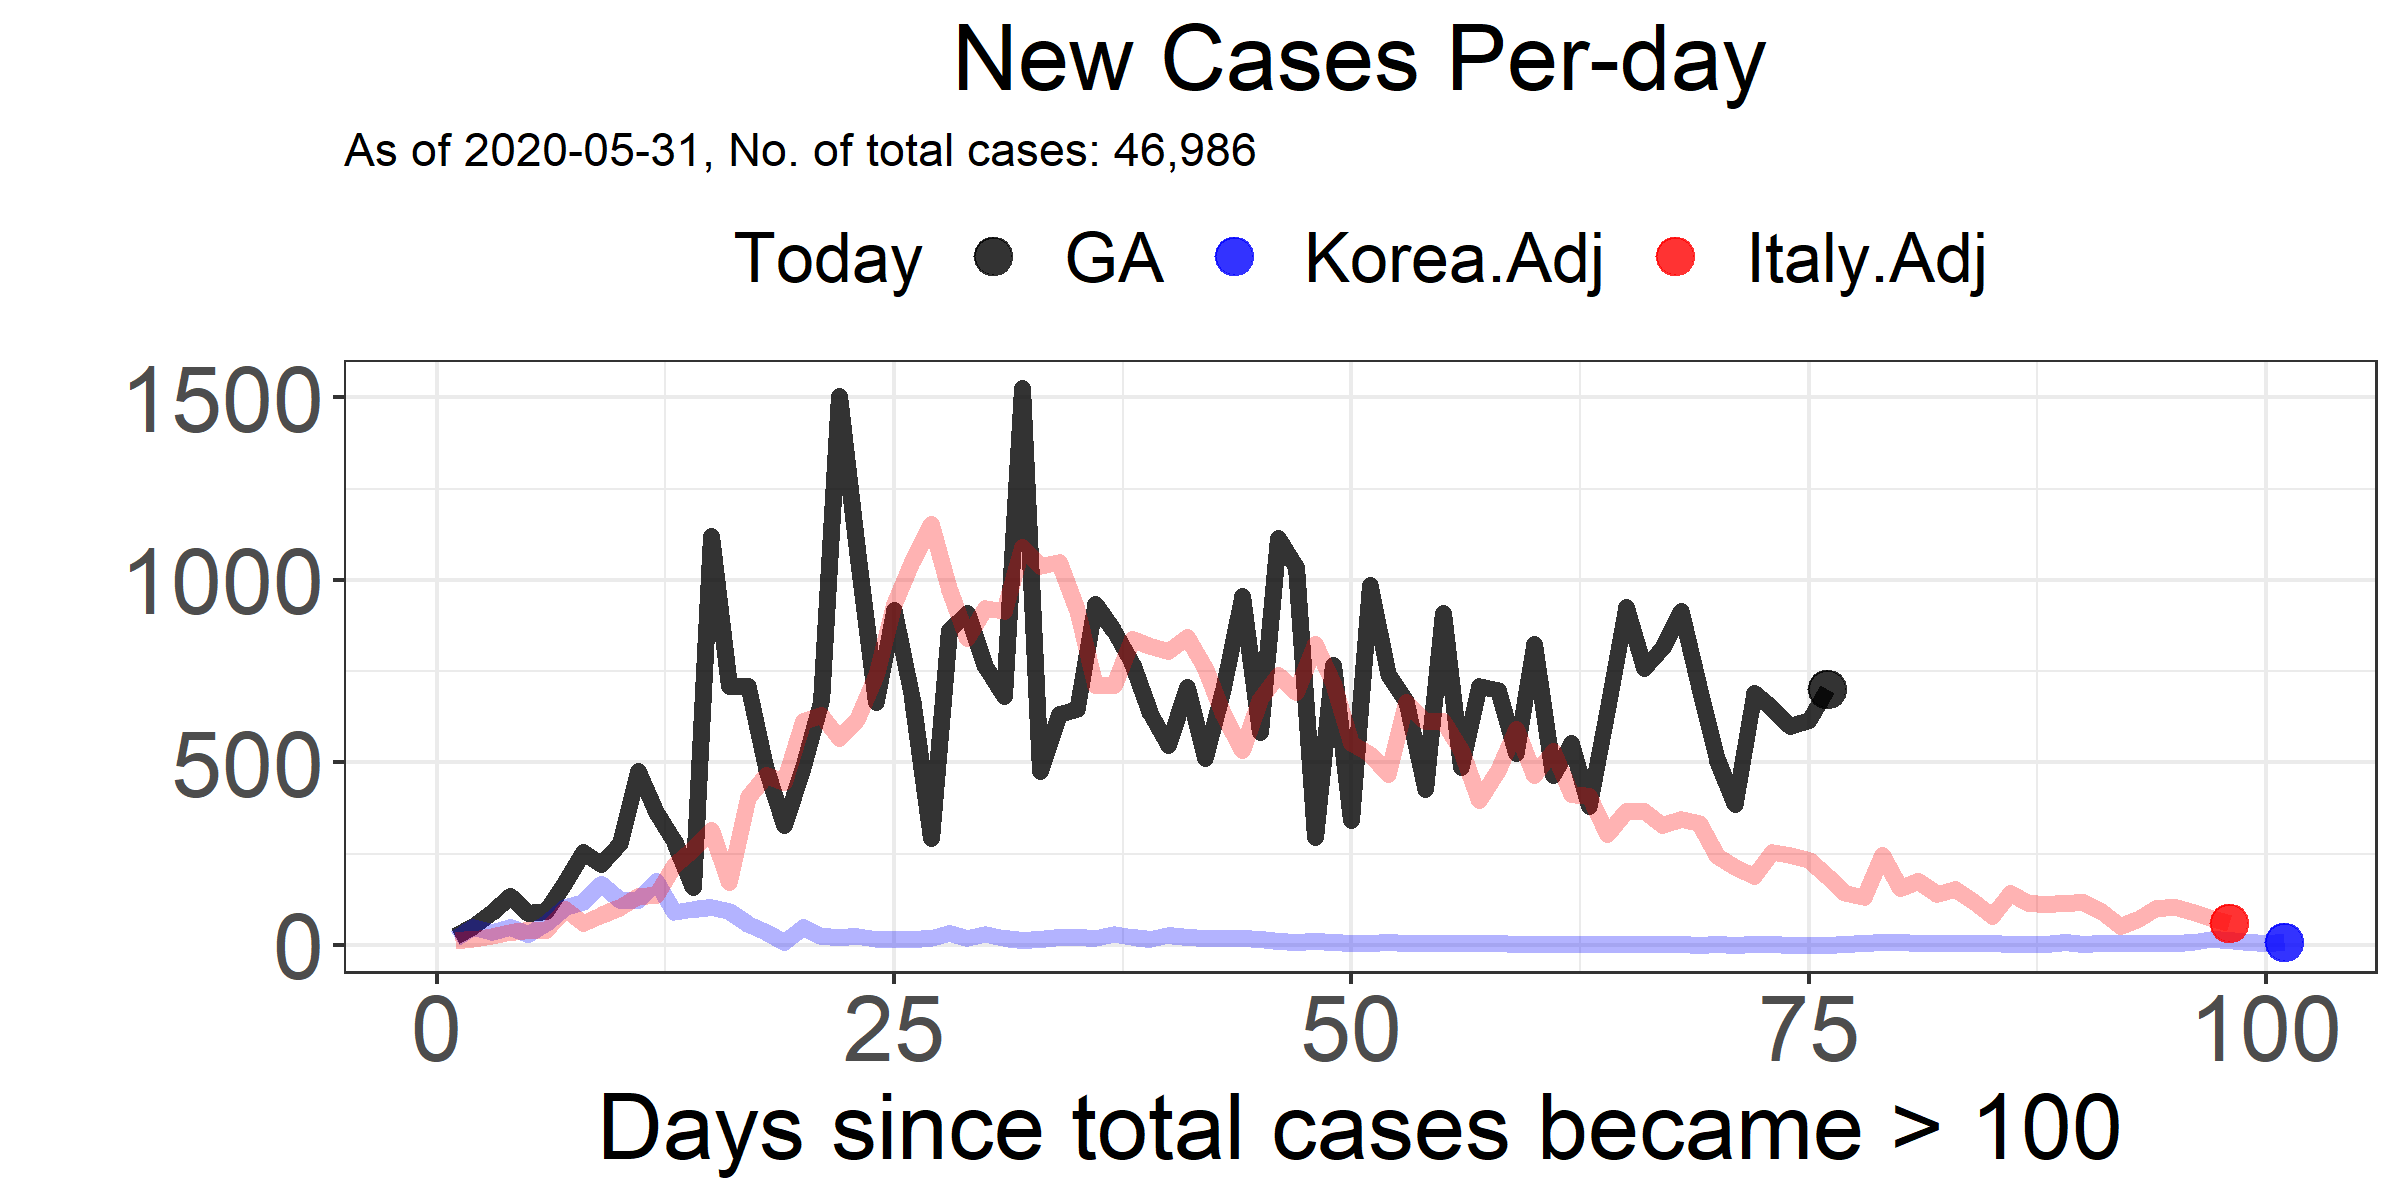 New Cases Per-day
As of 2020-05-31, No. of total cases: 46,986
Today GA Korea.Adj Italy.Adj
1500
1000
500
0
0 25 50 75 100
Days since total cases became > 100